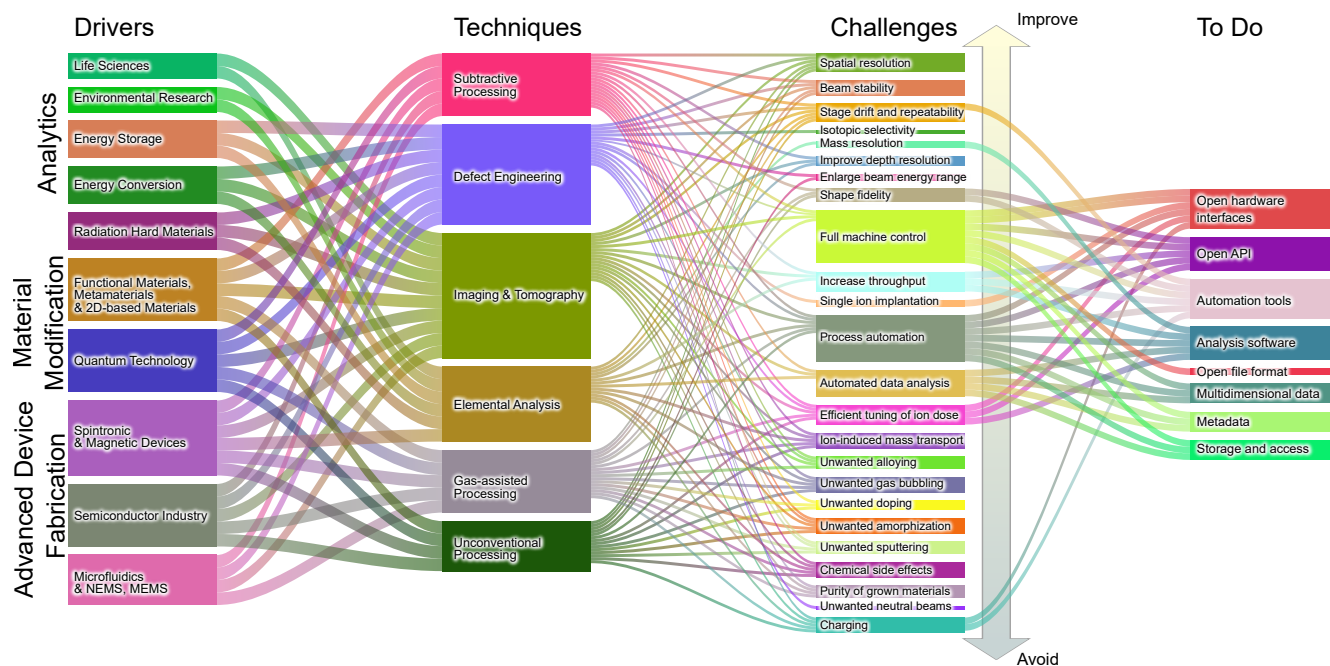 Drivers
Techniques
Challenges
Improve
To Do
Analytics
Material
Modification
Advanced Device
Fabrication
Life Sciences
Environmental Research
Energy Storage
Energy Conversion
Radiation Hard Materials
Functional Materials,
Metamaterials
& 2D-based Materials
Quantum Technology
Spintronic
& Magnetic Devices
Semiconductor Industry
Microfluidics
& NEMS, MEMS
Subtractive
Processing
Defect Engineering
Imaging & Tomography
Elemental Analysis
Gas-assisted
Processing
Unconventional
Processing
Spatial resolution
Beam stability
Stage drift and repeatability
Isotopic selectivity
Mass resolution
Improve depth resolution
Enlarge beam energy range
Shape fidelity
Full machine control
Increase throughput
Single ion implantation
Process automation
Automated data analysis
Efficient tuning of ion dose
Ion-induced mass transport
Unwanted alloying
Unwanted gas bubbling
Unwanted doping
Unwanted amorphization
Unwanted sputtering
Chemical side effects
Purity of grown materials
Unwanted neutral beams
Charging
Open hardware
interfaces
Open API
Automation tools
Analysis software
Open file format
Multidimensional data
Metadata
Storage and access
Avoid